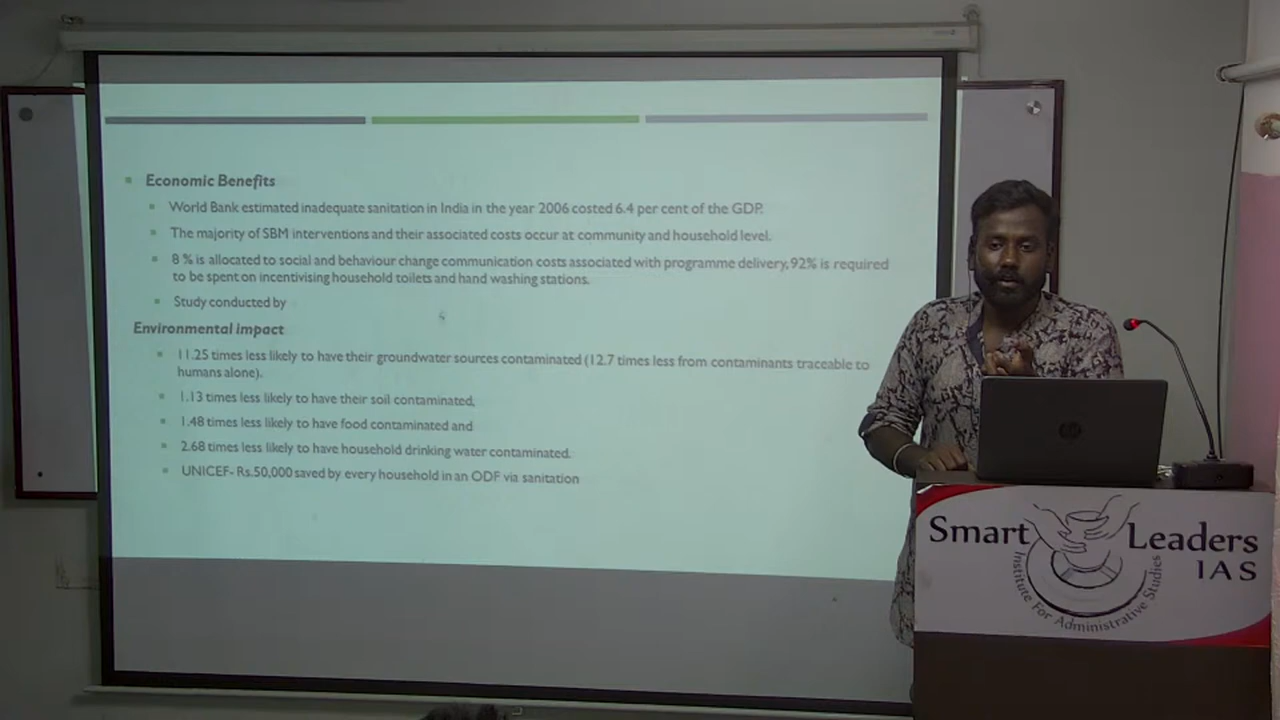 Economic Benefits
World Bank estimated inadequate sanitation in India in the year 2006 costed 6.4 per cent of the GDP.
The majority of SBM interventions and their associated costs occur at community and household level.
8 % is allocated to social and behaviour change communication costs associated with programme delivery, 92% is required
to be spent on incentivising household toilets and hand washing stations.
Study conducted by
Environmental impact
11.25 times less likely to have their groundwater sources contaminated (12.7 times less from contaminants traceable to
humans alone).
1.13 times less likely to have their soil contaminated,
1.48 times less likely to have food contaminated and
2.68 times less likely to have household drinking water contaminated.
UNICEF- Rs.50,000 saved by every household in an ODF via sanitation
hp
Smart Leaders
IAS
Institute For Administrative Studies